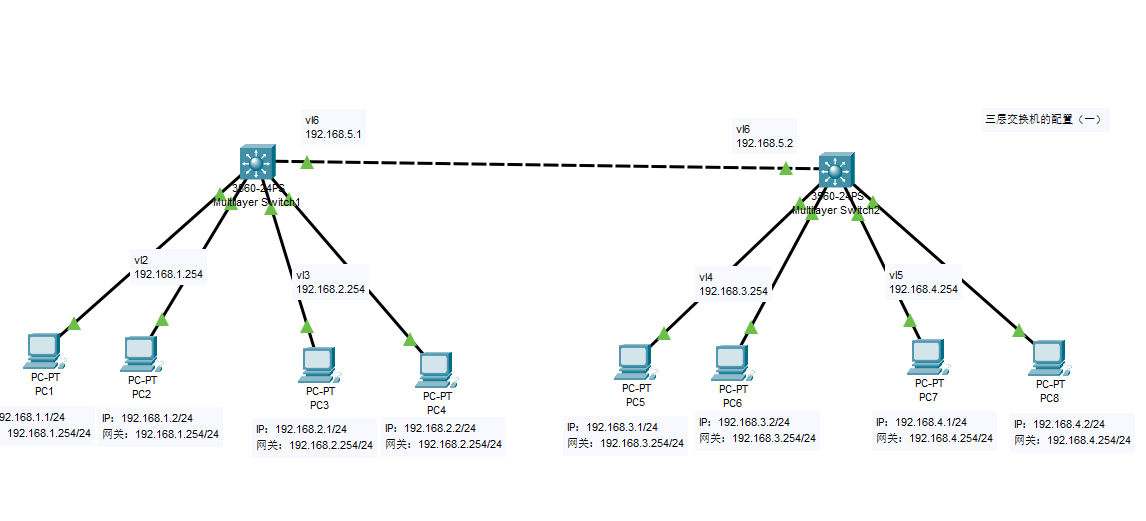 vl6
192.168.5.1
vl6
192.168.5.2
三层交换机的配置（一）
3560-24PS
Multilayer Switch1
3560-24PS
Multilayer Switch2
vl2
192.168.1.254
vl3
192.168.2.254
vl4
192.168.3.254
vl5
192.168.4.254
PC-PT
PC1
PC-PT
PC2
PC-PT
PC3
PC-PT
PC4
PC-PT
PC5
PC-PT
PC6
PC-PT
PC7
PC-PT
PC8
92.168.1.1/24
192.168.1.254/24
IP：192.168.1.2/24
网关：192.168.1.254/24
IP：192.168.2.1/24
网关：192.168.2.254/24
IP：192.168.2.2/24
网关：192.168.2.254/24
IP：192.168.3.1/24
网关：192.168.3.254/24
IP：192.168.3.2/24
网关：192.168.3.254/24
IP：192.168.4.1/24
网关：192.168.4.254/24
IP：192.168.4.2/24
网关：192.168.4.254/24